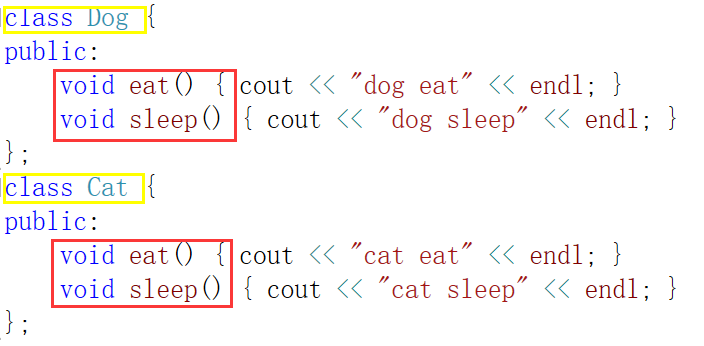 class Dog {
public:
    void eat() { cout << "dog eat" << endl; }
    void sleep() { cout << "dog sleep" << endl; }
};
class Cat {
public:
    void eat() { cout << "cat eat" << endl; }
    void sleep() { cout << "cat sleep" << endl; }
};